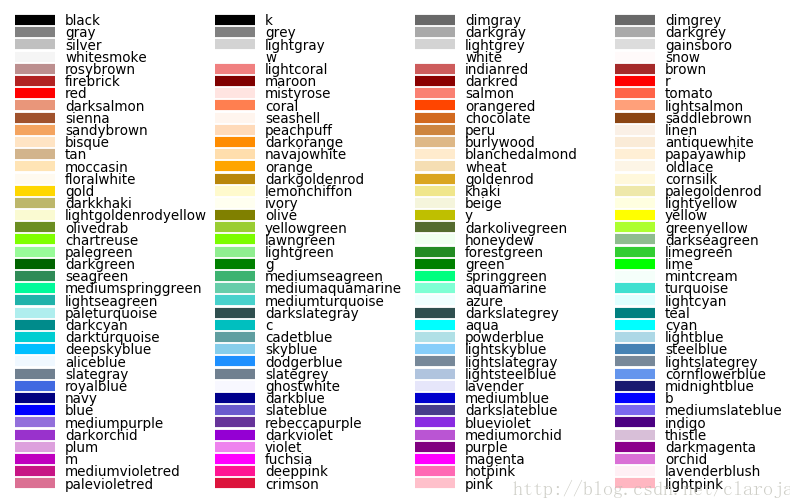 black k dimgray dimgrey
gray grey darkgray darkgrey
silver lightgray lightgrey gainsboro
whitesmoke w white snow
rosybrown lightcoral indianred brown
firebrick maroon darkred r
red mistyrose salmon tomato
darksalmon coral orangered lightsalmon
sienna seashell chocolate saddlebrown
sandybrown peachpuff peru linen
bisque darkorange burlywood antiquewhite
tan navajowhite blanchedalmond papayawhip
moccasin orange wheat oldlace
floralwhite darkgoldenrod goldenrod cornsilk
gold lemonchiffon khaki palegoldenrod
darkkhaki ivory beige lightyellow
lightgoldenrodyellow olive y yellow
olivedrab yellowgreen darkolivegreen greenyellow
chartreuse lawngreen honeydew darkseagreen
palegreen lightgreen forestgreen limegreen
darkgreen g green lime
seagreen mediumseagreen springgreen mintcream
mediumspringgreen mediumaquamarine aquamarine turquoise
lightseagreen mediumturquoise azure lightcyan
paleturquoise darkslategray darkslategrey teal
darkcyan c aqua cyan
darkturquoise cadetblue powderblue lightblue
deepskyblue skyblue lightskyblue steelblue
aliceblue dodgerblue lightslategray lightslategrey
slategray slategrey lightsteelblue cornflowerblue
royalblue ghostwhite lavender midnightblue
navy darkblue mediumblue b
blue slateblue darkslateblue mediumslateblue
mediumpurple rebeccapurple blueviolet indigo
darkorchid darkviolet mediumorchid thistle
plum violet purple darkmagenta
m fuchsia magenta orchid
mediumvioletred deeppink hotpink lavenderblush
palevioletred crimson pink lightpink
http://blog.csdn.net/claroja